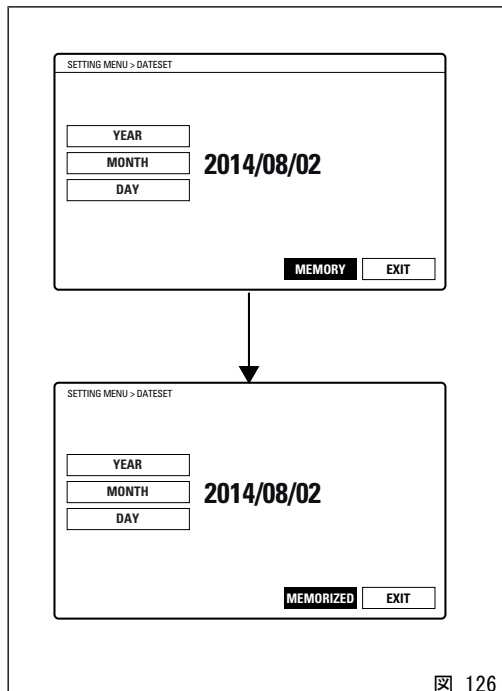 SETTING MENU > DATESET
YEAR
MONTH 2014/08/02
DAY
MEMORY EXIT
SETTING MENU > DATESET
YEAR
MONTH 2014/08/02
DAY
MEMORIZED EXIT
図 126